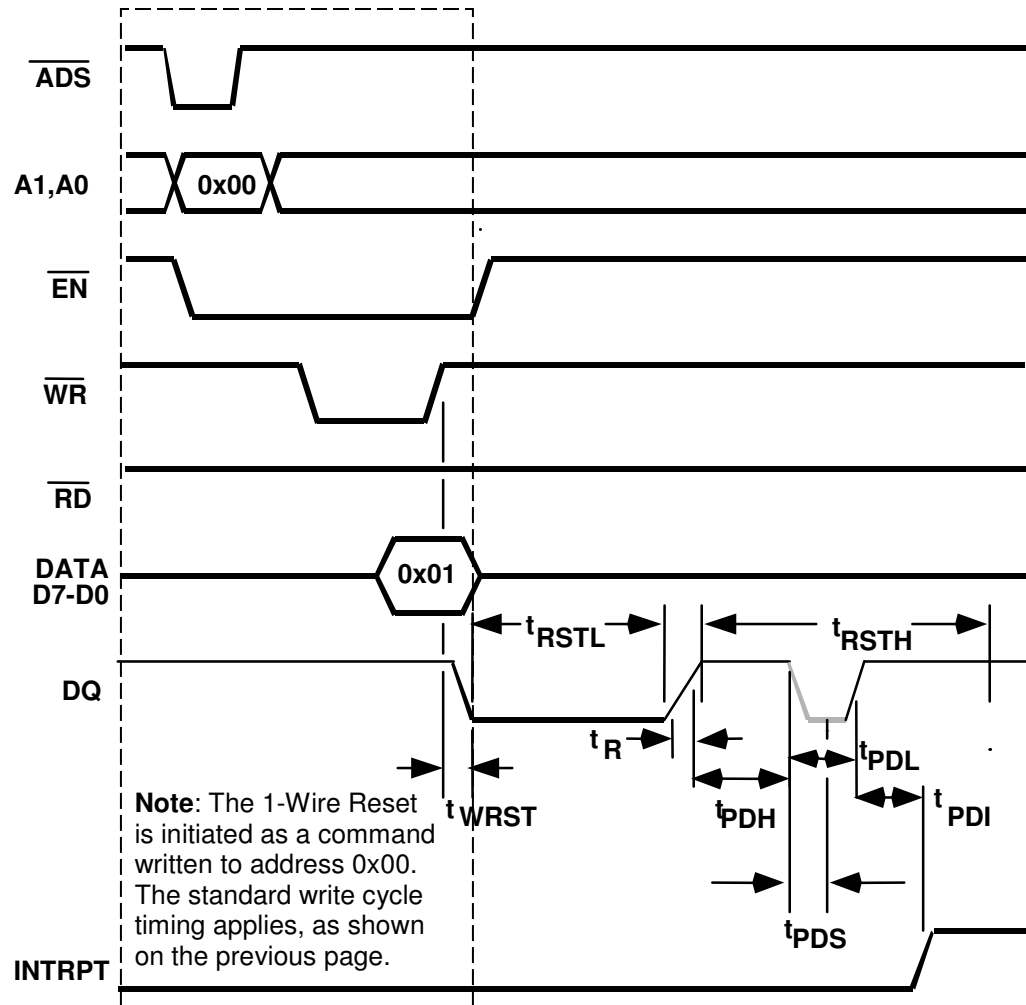 ADS
A1,A0
0x00
EN
WR
RD
DATA
D7-D0
0x01
tRSTL
tRSTH
DQ
tR
tPDL
tWRST
tPDH
tPDI
tPDS
Note: The 1-Wire Reset
is initiated as a command
written to address 0x00.
The standard write cycle
timing applies, as shown
on the previous page.
INTRPT